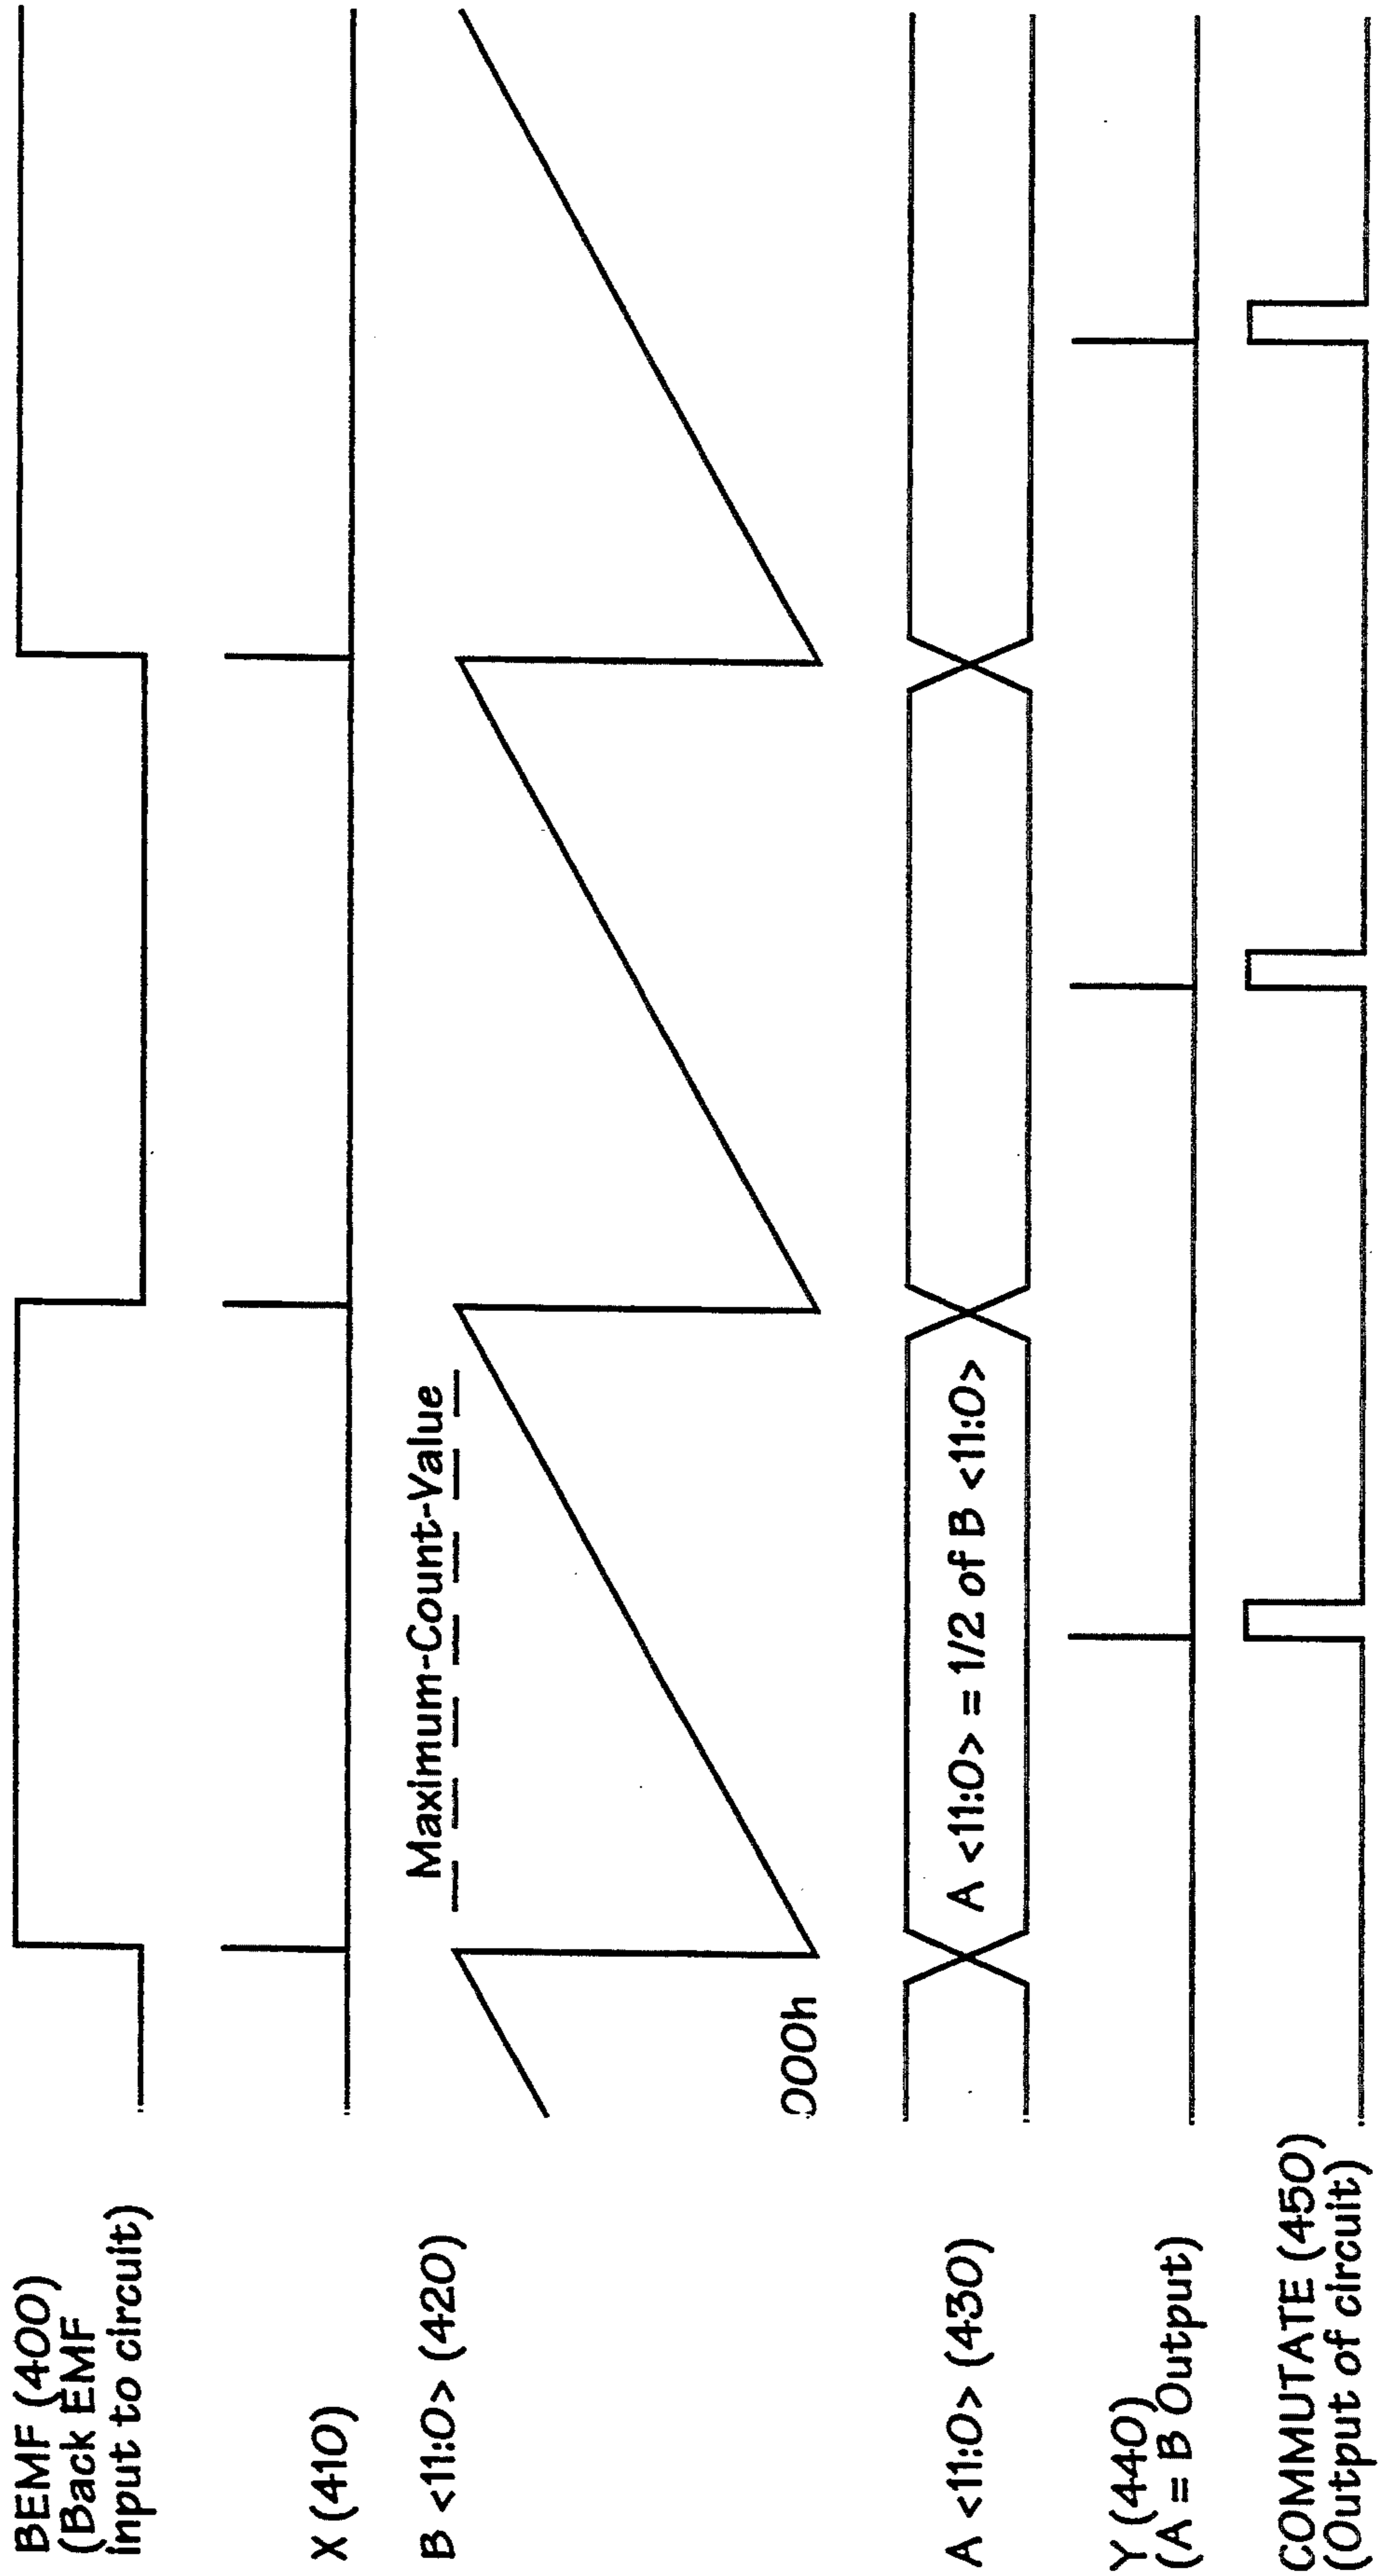 BEMF (400)
(Back EMF
input to circuit)
X (410)
B <11:0> (420)
Maximum-Count-Value
000h
A <11:0> (430)
A <11:0> = 1/2 of B <11:0>
Y (440)
(A = B Output)
COMMUTATE (450)
(Output of circuit)